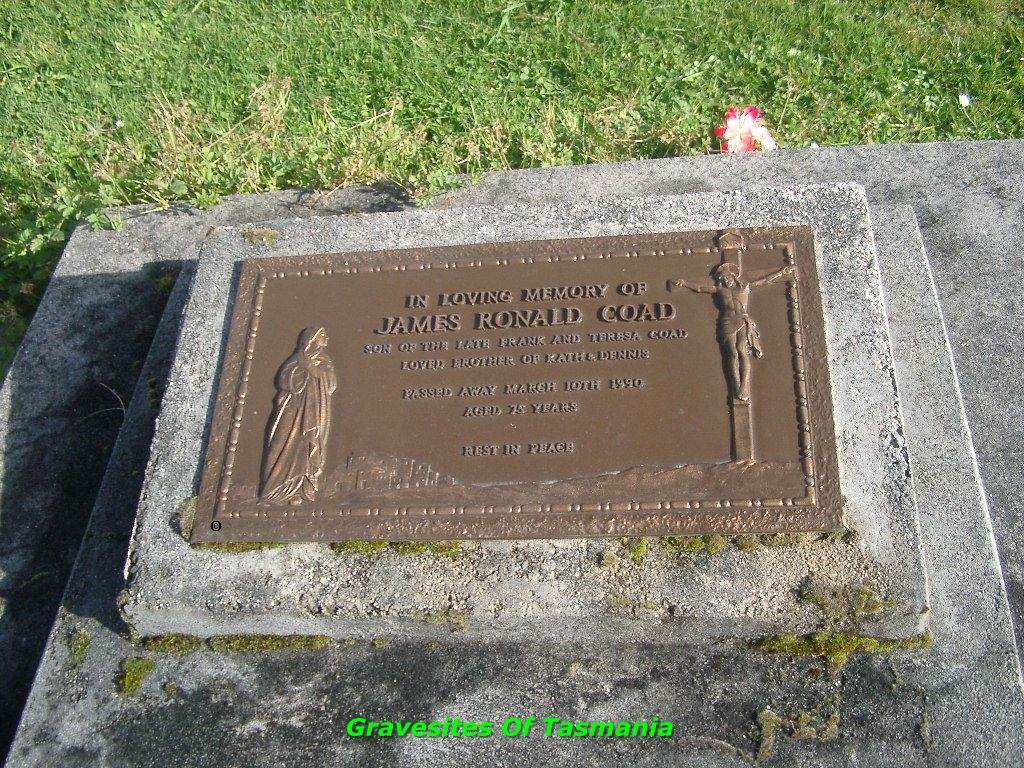 IN LOVING MEMORY OF
JAMES RONALD COAD
SON OF THE LATE FRANK AND TERESA COAD
LOVED BROTHER OF KATH & DENNIS
PASSED AWAY MARCH 10TH 1990
AGED 75 YEARS
REST IN PEACE
©
Gravesites Of Tasmania